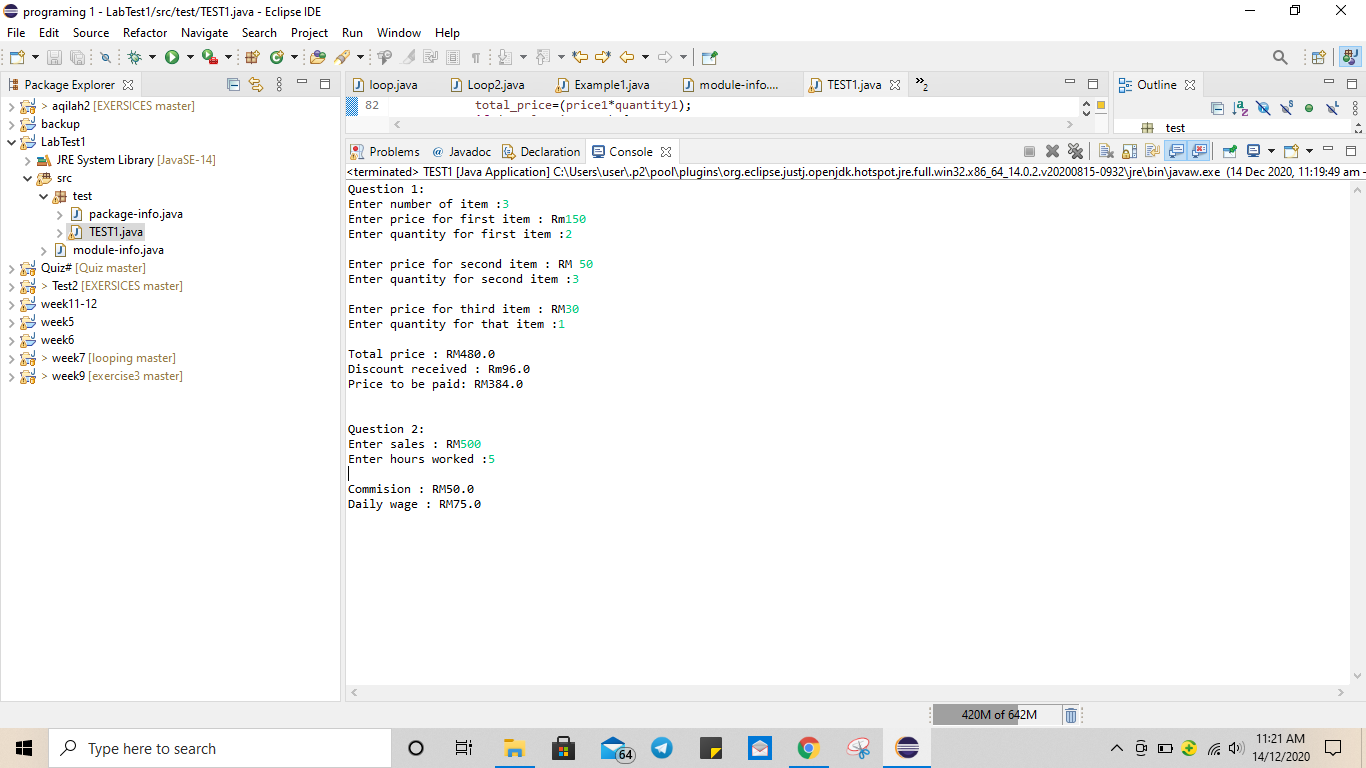 programing 1 - LabTest1/src/test/TEST1.java - Eclipse IDE
File Edit Source Refactor Navigate Search Project Run Window Help
Package Explorer
loop.java Loop2.java Example1.java module-info.... TEST1.java »2
Outline
82 total_price=(price1*quantity1);
test
> aqilah2 [EXERSICES master]
backup
LabTest1
JRE System Library [JavaSE-14]
src
test
package-info.java
TEST1.java
module-info.java
Quiz# [Quiz master]
> Test2 [EXERSICES master]
week11-12
week5
week6
> week7 [looping master]
> week9 [exercise3 master]
Problems @ Javadoc Declaration Console
<terminated> TEST1 [Java Application] C:\Users\user\.p2\pool\plugins\org.eclipse.justj.openjdk.hotspot.jre.full.win32.x86_64_14.0.2.v20200815-0932\jre\bin\javaw.exe (14 Dec 2020, 11:19:49 am –
Question 1:
Enter number of item :3
Enter price for first item : Rm150
Enter quantity for first item :2
Enter price for second item : RM 50
Enter quantity for second item :3
Enter price for third item : RM30
Enter quantity for that item :1
Total price : RM480.0
Discount received : Rm96.0
Price to be paid: RM384.0
Question 2:
Enter sales : RM500
Enter hours worked :5
Commision : RM50.0
Daily wage : RM75.0
420M of 642M
Type here to search
64
11:21 AM
14/12/2020